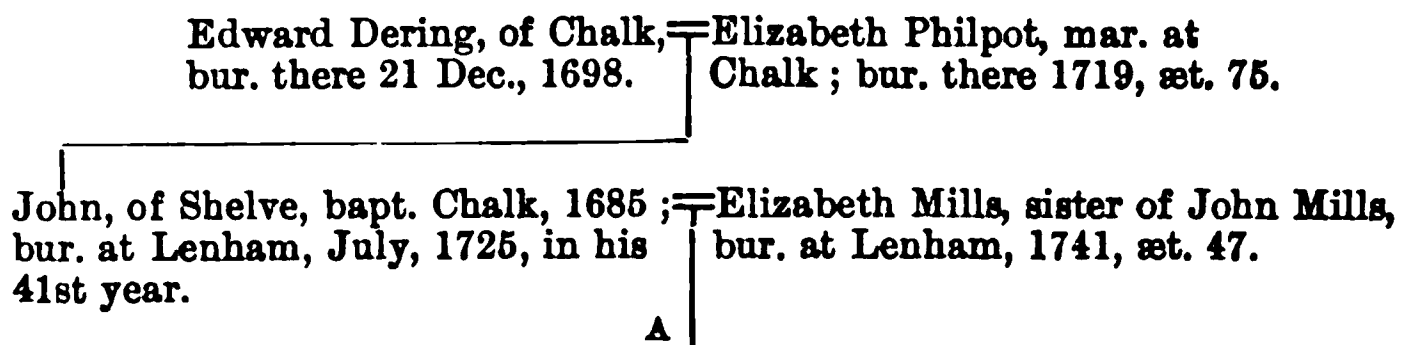 Edward Dering, of Chalk,=Elizabeth Philpot, mar. at
bur. there 21 Dec., 1698. Chalk ; bur. there 1719, æt. 75.
John, of Shelve, bapt. Chalk, 1685 ;=Elizabeth Mills, sister of John Mills,
bur. at Lenham, July, 1725, in his bur. at Lenham, 1741, æt. 47.
41st year.
A